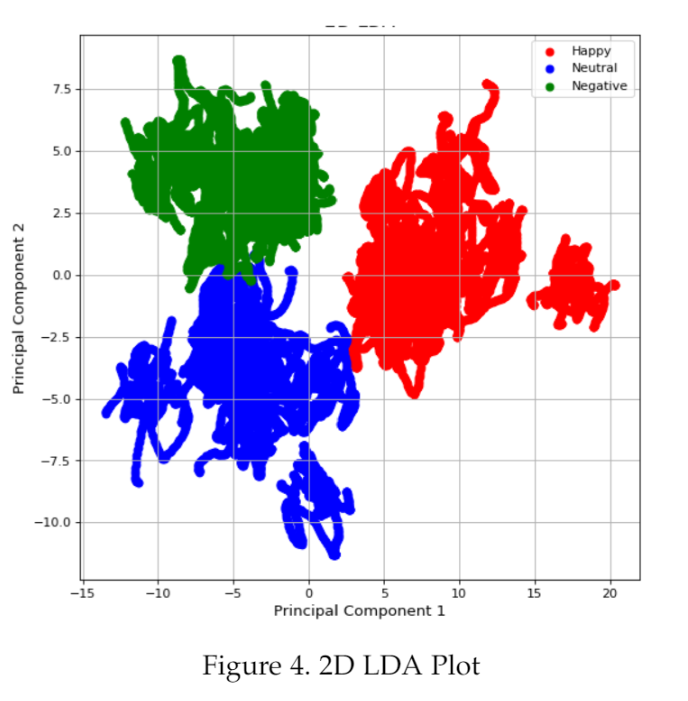 Happy
Neutral
Negative
7.5
5.0
2.5
0.0
−2.5
−5.0
−7.5
−10.0
Principal Component 2
−15 −10 −5 0 5 10 15 20
Principal Component 1
Figure 4. 2D LDA Plot